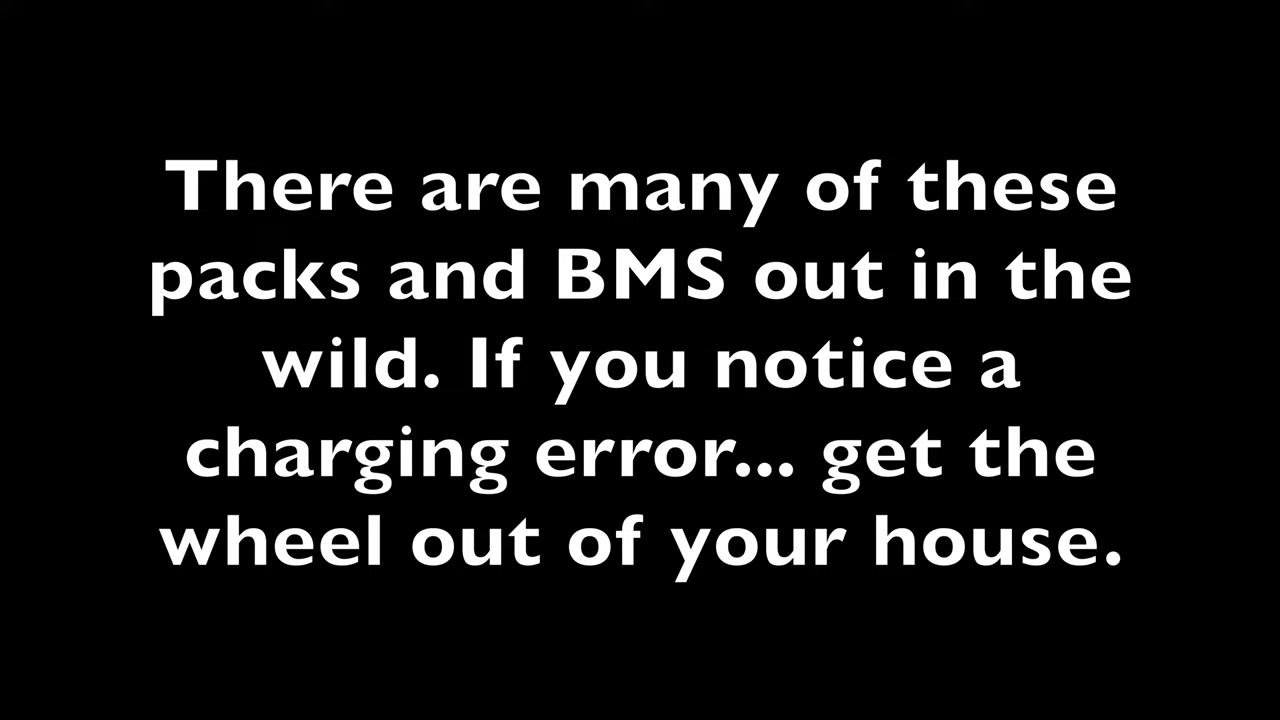 There are many of these
packs and BMS out in the
wild. If you notice a
charging error... get the
wheel out of your house.